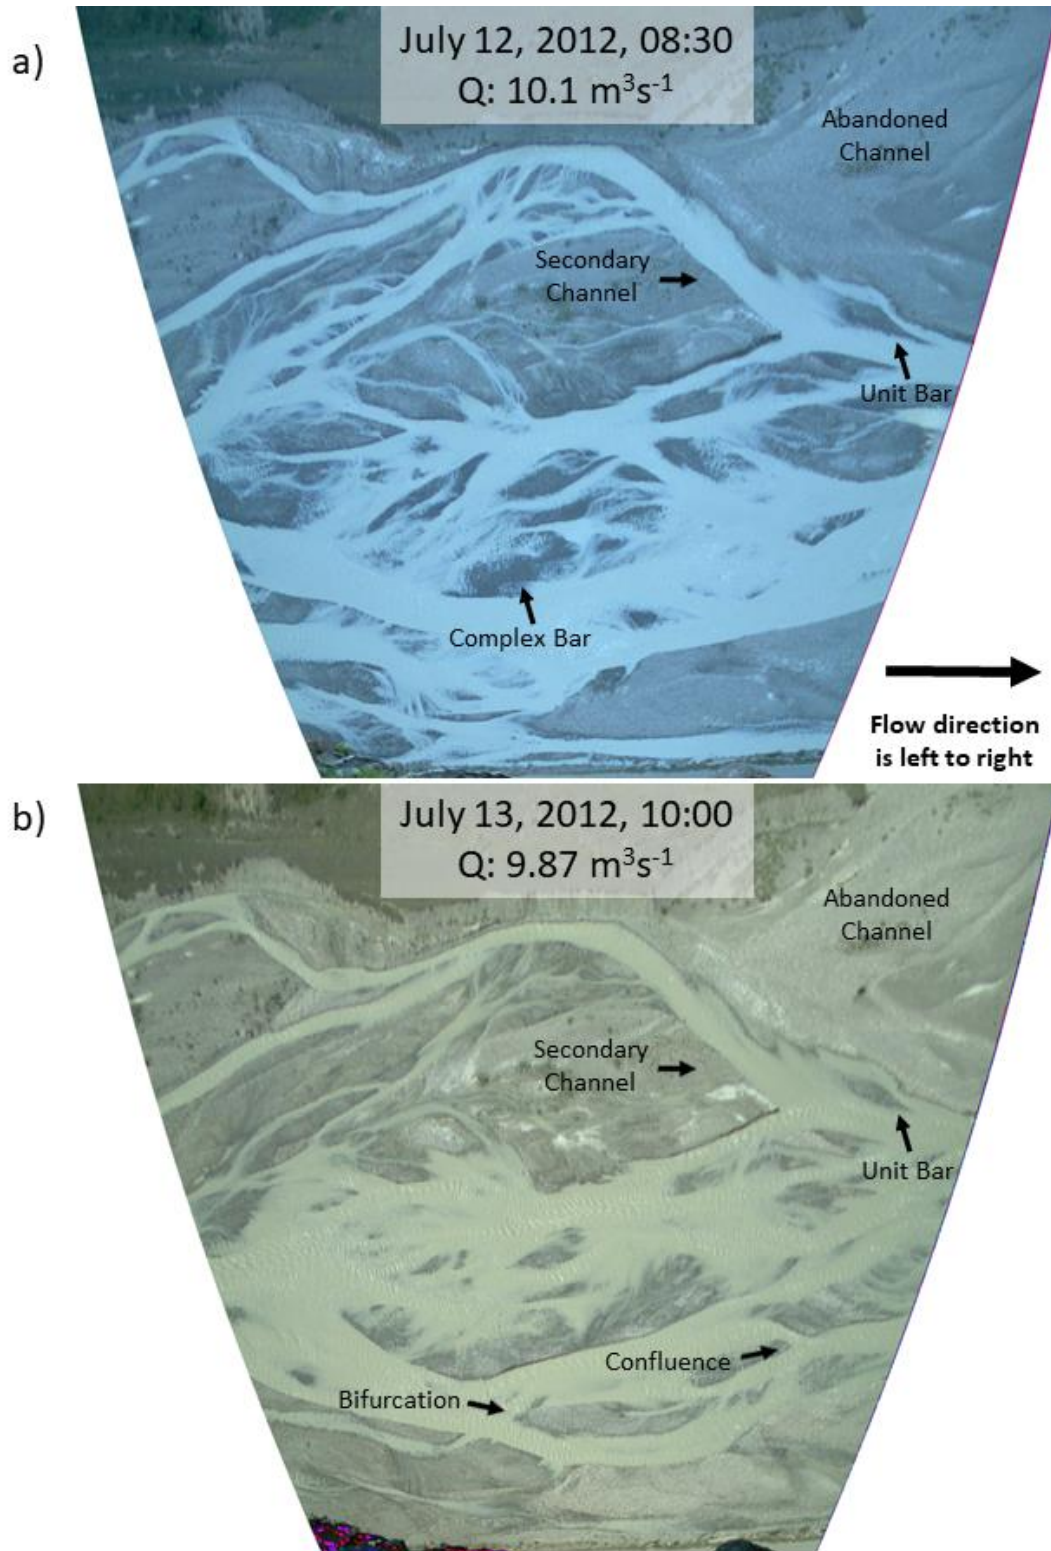 a)
July 12, 2012, 08:30
Q: 10.1 m³s⁻¹
Abandoned
Channel
Secondary
Channel
Unit Bar
Complex Bar
Flow direction
is left to right
b)
July 13, 2012, 10:00
Q: 9.87 m³s⁻¹
Abandoned
Channel
Secondary
Channel
Unit Bar
Confluence
Bifurcation